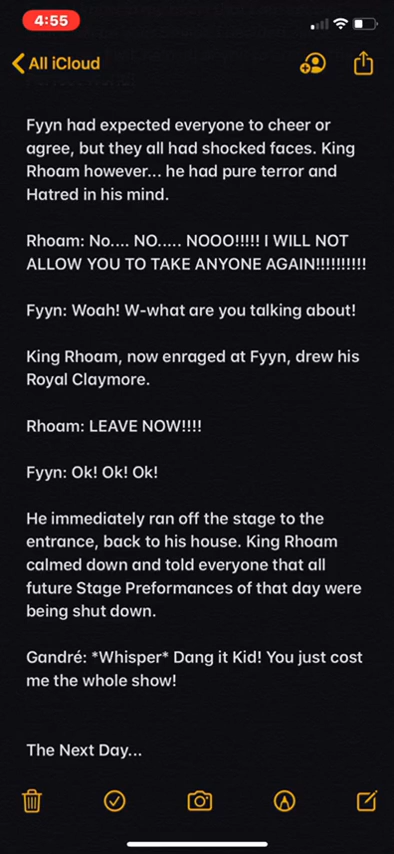 4:55
All iCloud
Fyyn had expected everyone to cheer or
agree, but they all had shocked faces. King
Rhoam however... he had pure terror and
Hatred in his mind.
Rhoam: No.... NO..... NOOO!!!!! I WILL NOT
ALLOW YOU TO TAKE ANYONE AGAIN!!!!!!!!!!
Fyyn: Woah! W-what are you talking about!
King Rhoam, now enraged at Fyyn, drew his
Royal Claymore.
Rhoam: LEAVE NOW!!!!
Fyyn: Ok! Ok! Ok!
He immediately ran off the stage to the
entrance, back to his house. King Rhoam
calmed down and told everyone that all
future Stage Preformances of that day were
being shut down.
Gandré: *Whisper* Dang it Kid! You just cost
me the whole show!
The Next Day...